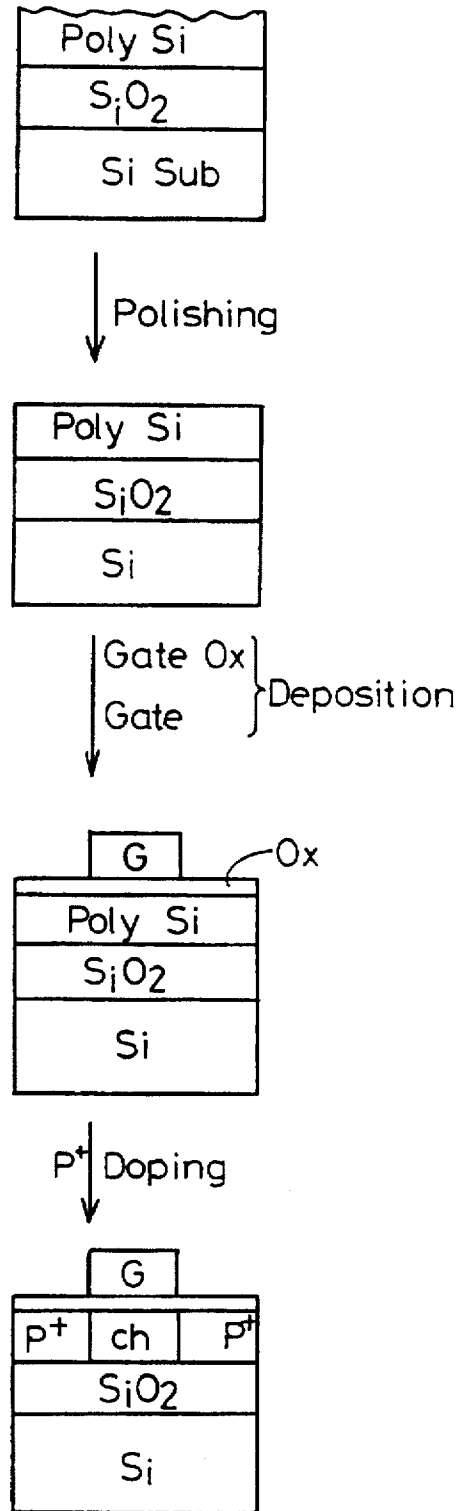 Poly Si
SiO2
Si Sub
Polishing
Poly Si
SiO2
Si
Gate Ox
Gate
Deposition
G
Ox
Poly Si
SiO2
Si
P+ Doping
G
P+ ch P+
SiO2
Si